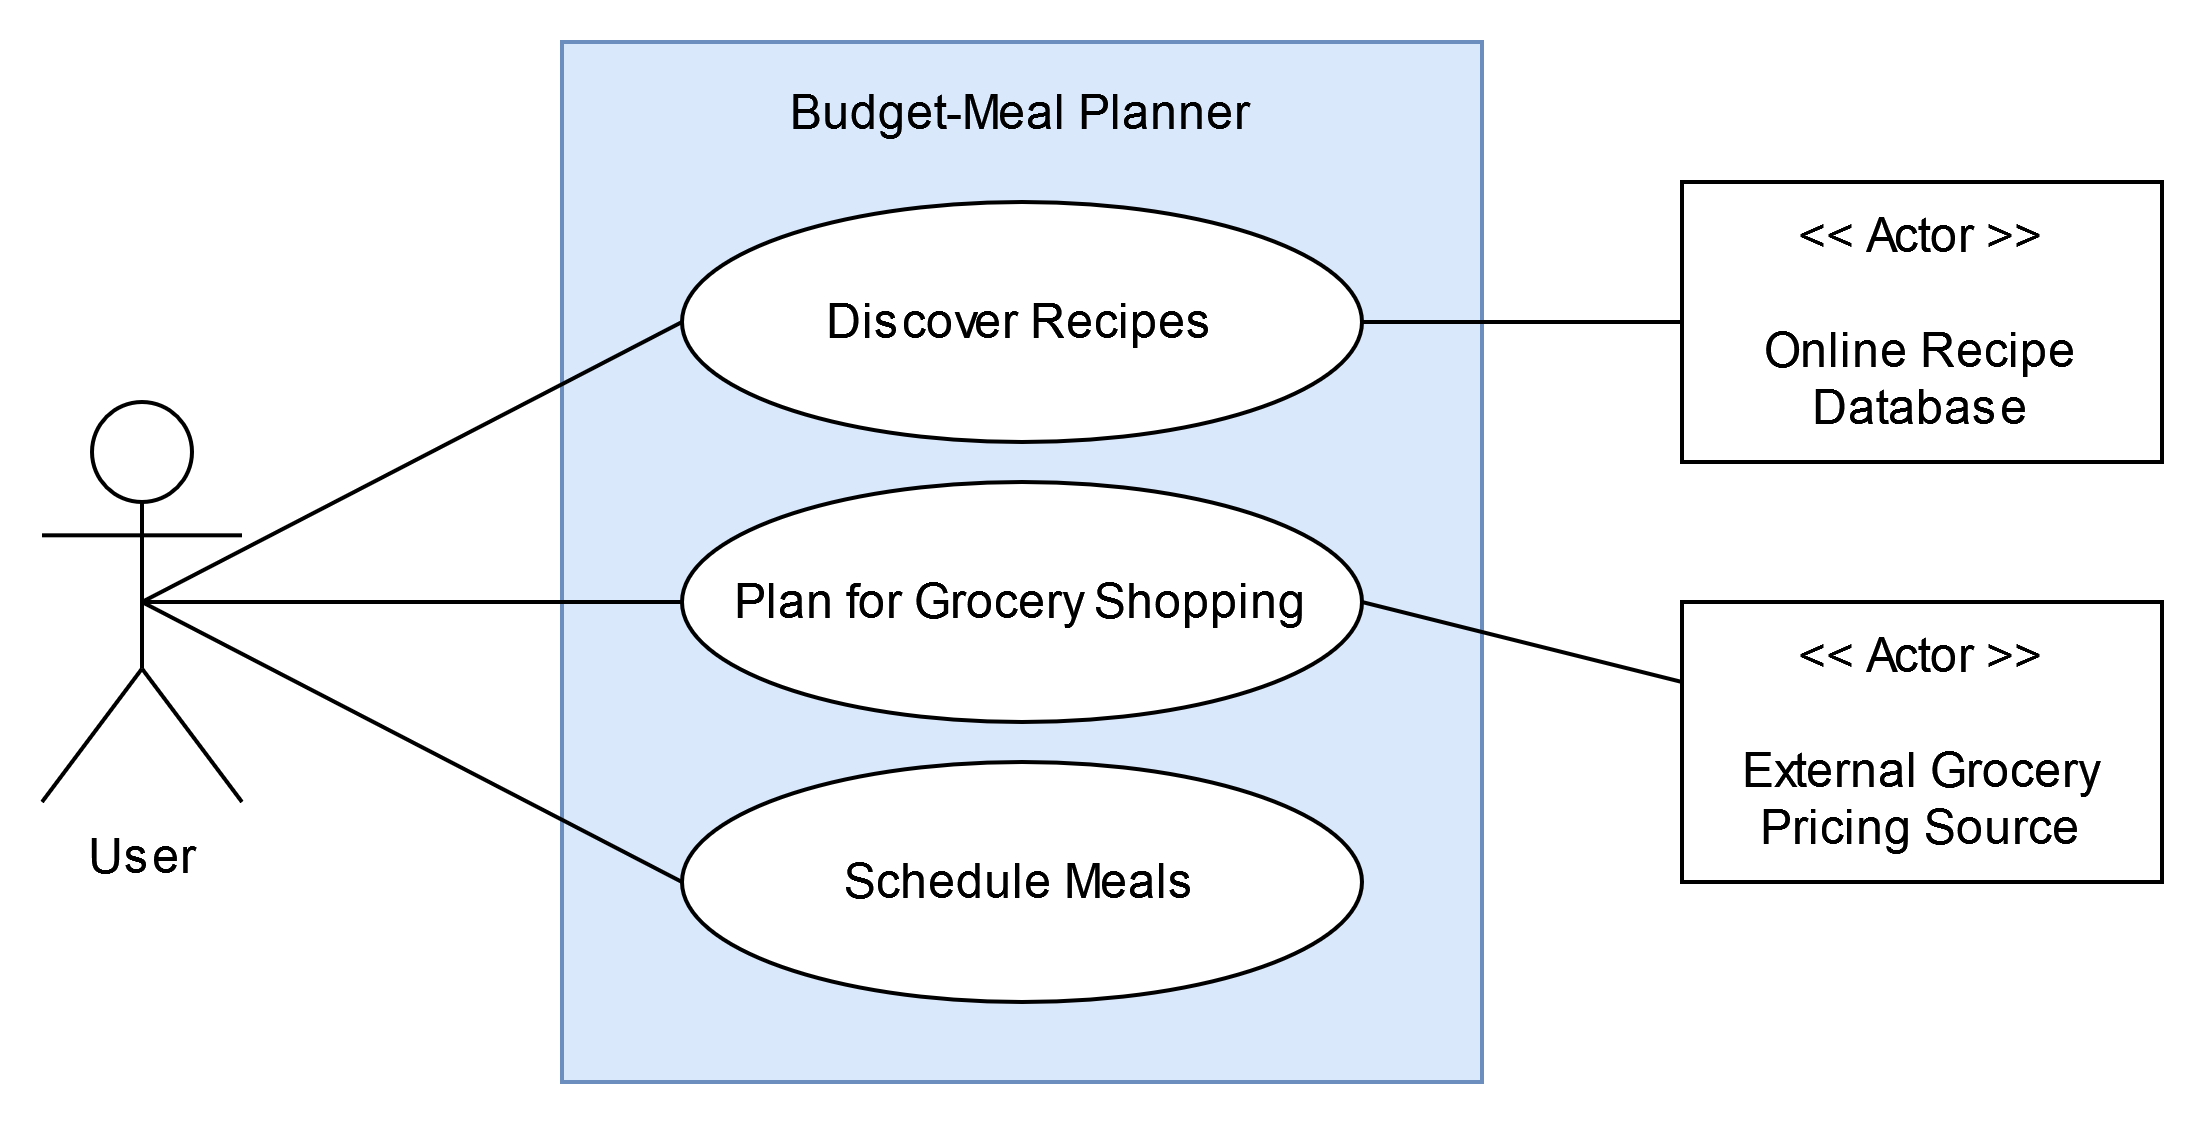 Budget-Meal Planner
Discover Recipes
<< Actor >>
Online Recipe
Database
Plan for Grocery Shopping
<< Actor >>
External Grocery
Pricing Source
Schedule Meals
User